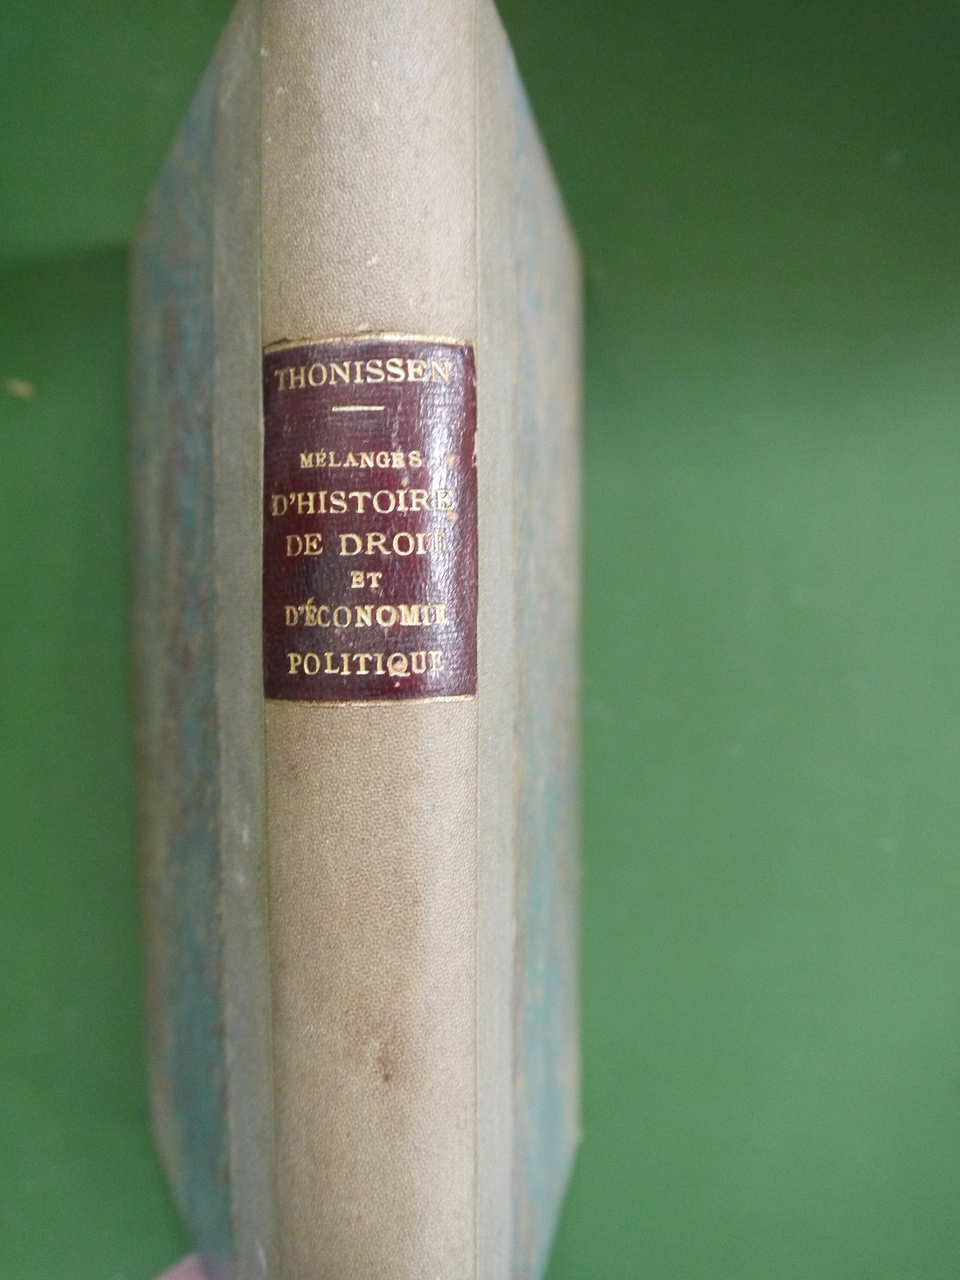 THONISSEN
MÉLANGES
D'HISTOIRE
DE DROIT
ET
D'ÉCONOMIE
POLITIQUE